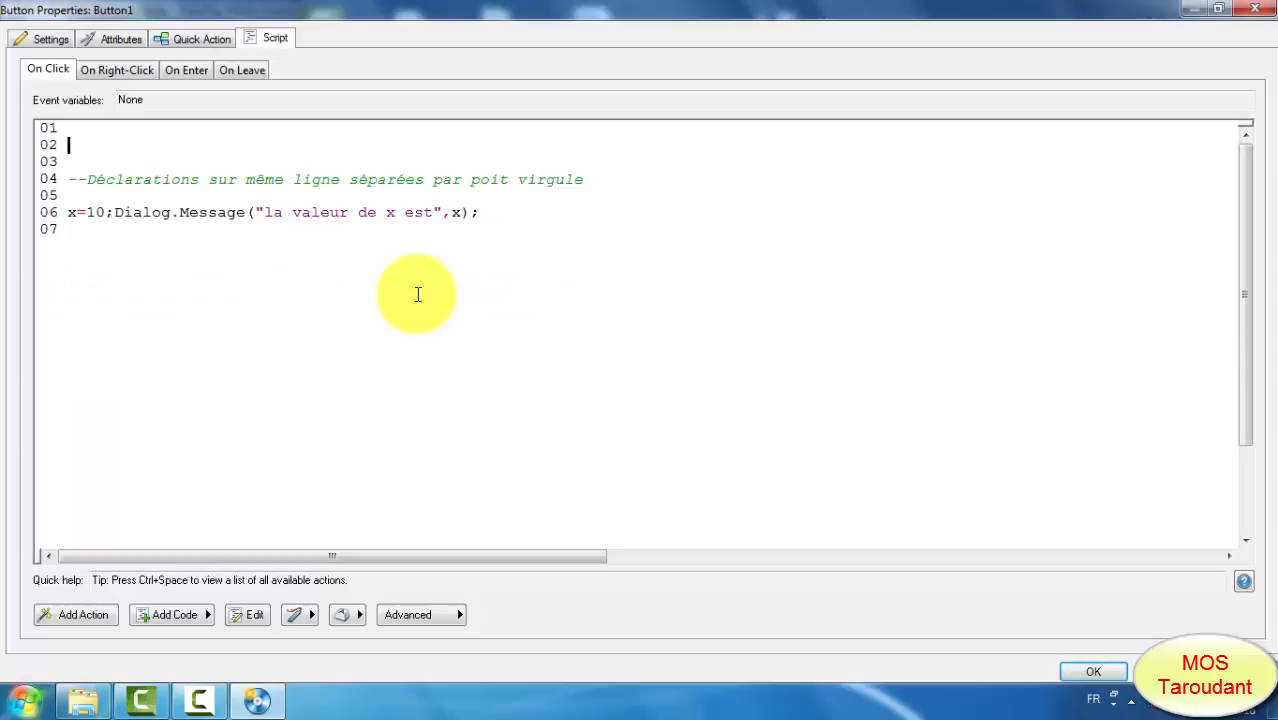 Button Properties: Button1
Settings Attributes Quick Action Script
On Click On Right-Click On Enter On Leave
Event variables: None
01
02
03
04 --Déclarations sur même ligne séparées par poit virgule
05
06 x=10;Dialog.Message("la valeur de x est",x);
07
Quick help: Tip: Press Ctrl+Space to view a list of all available actions.
Add Action Add Code Edit Advanced
OK
MOS
Taroudant
FR